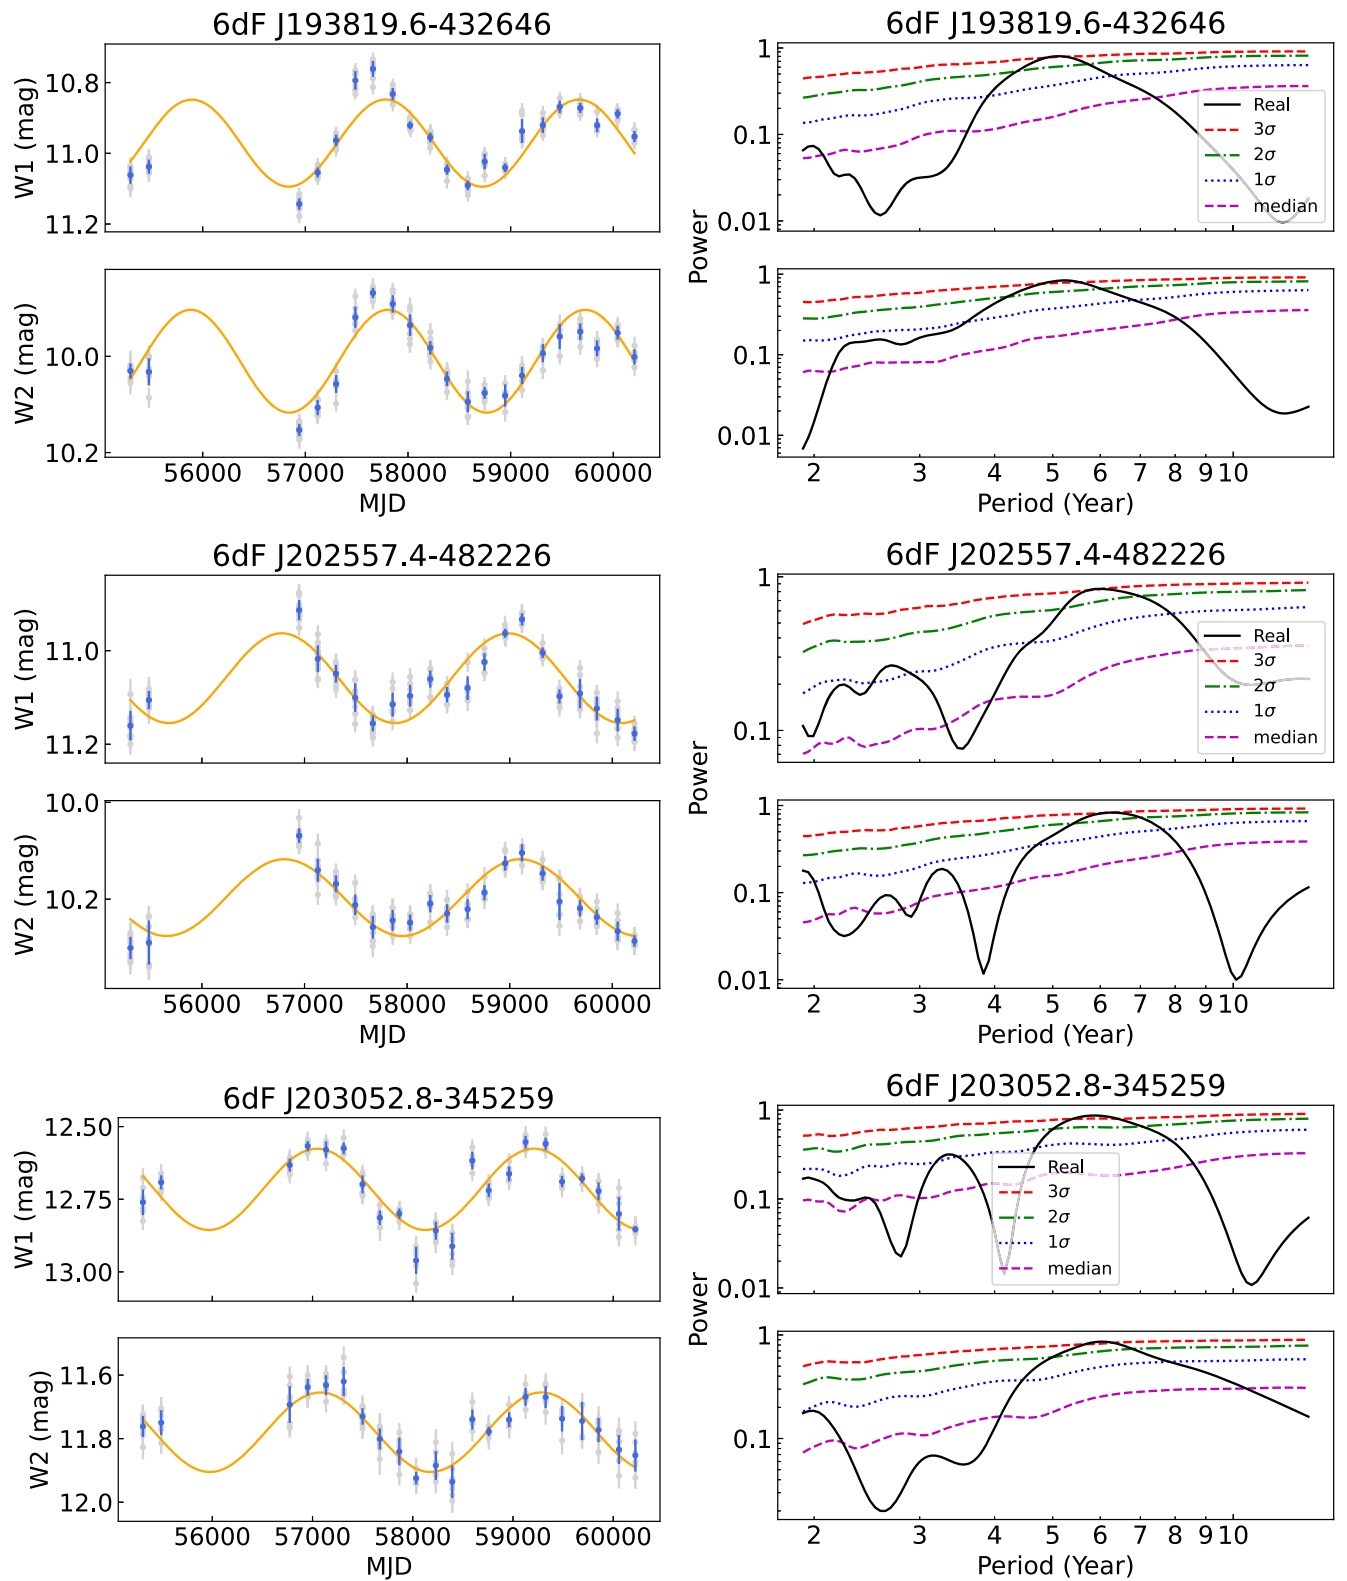 6dF J193819.6-432646
6dF J193819.6-432646
W1 (mag)
10.8
11.0
11.2
1
0.1
0.01
Real
3σ
2σ
1σ
median
Power
W2 (mag)
10.0
10.2
56000 57000 58000 59000 60000
MJD
1
0.1
0.01
2 3 4 5 6 7 8 9 10
Period (Year)
6dF J202557.4-482226
6dF J202557.4-482226
W1 (mag)
11.0
11.2
1
0.1
Real
3σ
2σ
1σ
median
Power
W2 (mag)
10.0
10.2
56000 57000 58000 59000 60000
MJD
1
0.1
0.01
2 3 4 5 6 7 8 9 10
Period (Year)
6dF J203052.8-345259
6dF J203052.8-345259
W1 (mag)
12.50
12.75
13.00
1
0.1
0.01
Real
3σ
2σ
1σ
median
Power
W2 (mag)
11.6
11.8
12.0
56000 57000 58000 59000 60000
MJD
1
0.1
2 3 4 5 6 7 8 9 10
Period (Year)